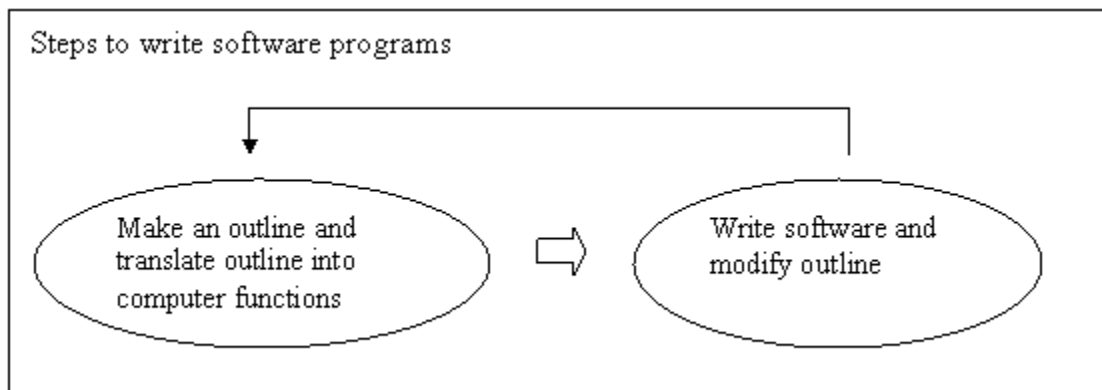 Steps to write software programs
Make an outline and
translate outline into
computer functions
Write software and
modify outline